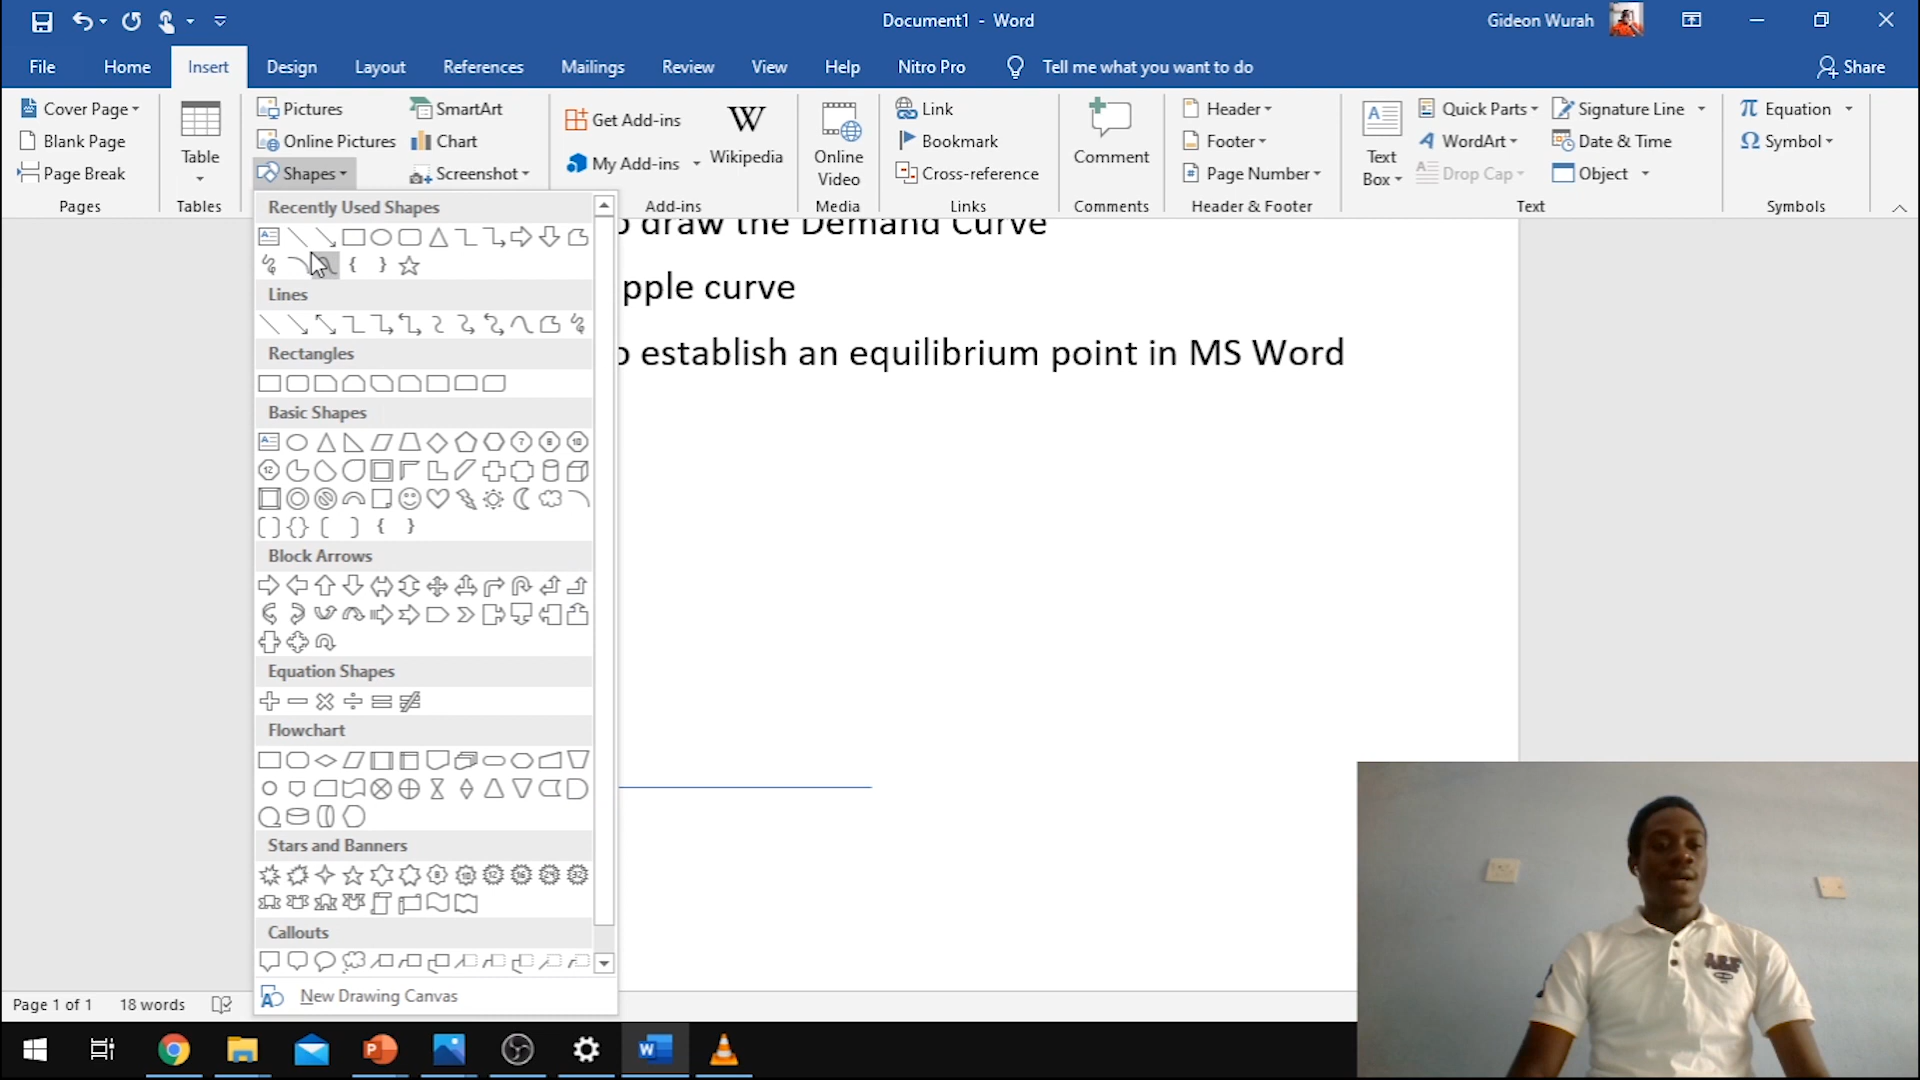 Document1 - Word
Gideon Wurah
File Home Insert Design Layout References Mailings Review View Help Nitro Pro Tell me what you want to do Share
Cover Page
Blank Page
Page Break
Pages
Table
Tables
Pictures
Online Pictures
Shapes
SmartArt
Chart
Screenshot
Get Add-ins
My Add-ins
Wikipedia
Add-ins
Online Video
Media
Link
Bookmark
Cross-reference
Links
Comment
Comments
Header
Footer
Page Number
Header & Footer
Text Box
Quick Parts
WordArt
Drop Cap
Signature Line
Date & Time
Object
Text
Equation
Symbol
Symbols
Recently Used Shapes
Lines
Rectangles
Basic Shapes
Block Arrows
Equation Shapes
Flowchart
Stars and Banners
Callouts
New Drawing Canvas
o draw the Demand Curve
pple curve
o establish an equilibrium point in MS Word
Page 1 of 1 18 words